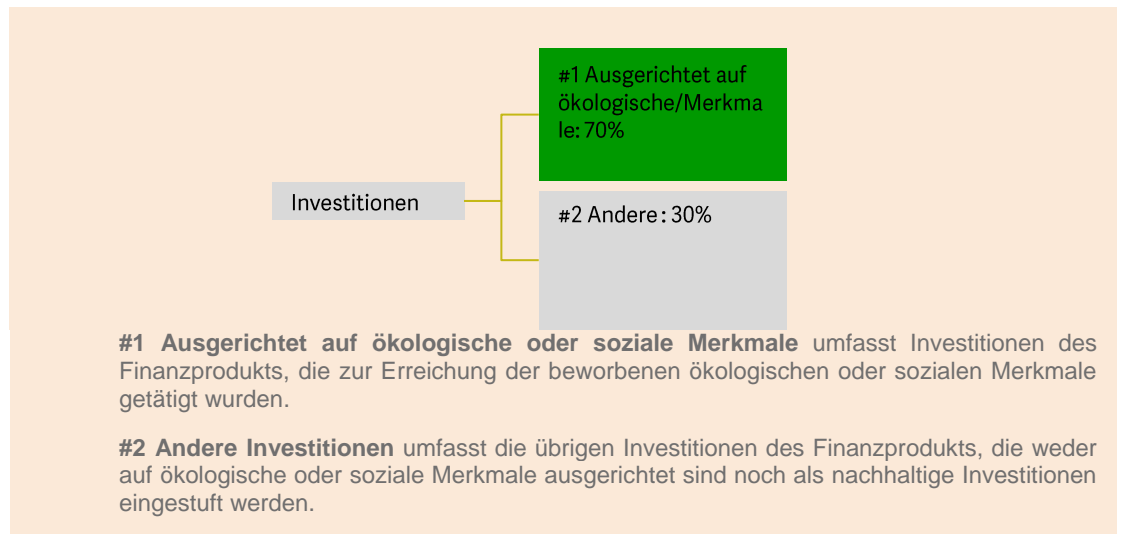 #1 Ausgerichtet auf
ökologische/Merkma
le: 70%
Investitionen
#2 Andere: 30%
#1 Ausgerichtet auf ökologische oder soziale Merkmale umfasst Investitionen des
Finanzprodukts, die zur Erreichung der beworbenen ökologischen oder sozialen Merkmale
getätigt wurden.
#2 Andere Investitionen umfasst die übrigen Investitionen des Finanzprodukts, die weder
auf ökologische oder soziale Merkmale ausgerichtet sind noch als nachhaltige Investitionen
eingestuft werden.